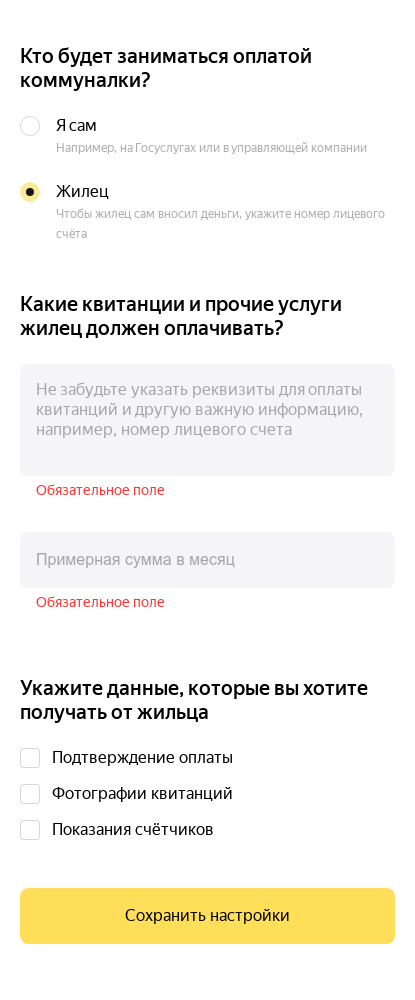 Кто будет заниматься оплатой
коммуналки?
Я сам
Например, на Госуслугах или в управляющей компании
Жилец
Чтобы жилец сам вносил деньги, укажите номер лицевого
счёта
Какие квитанции и прочие услуги
жилец должен оплачивать?
Не забудьте указать реквизиты для оплаты
квитанций и другую важную информацию,
например, номер лицевого счета
Обязательное поле
Примерная сумма в месяц
Обязательное поле
Укажите данные, которые вы хотите
получать от жильца
Подтверждение оплаты
Фотографии квитанций
Показания счётчиков
Сохранить настройки